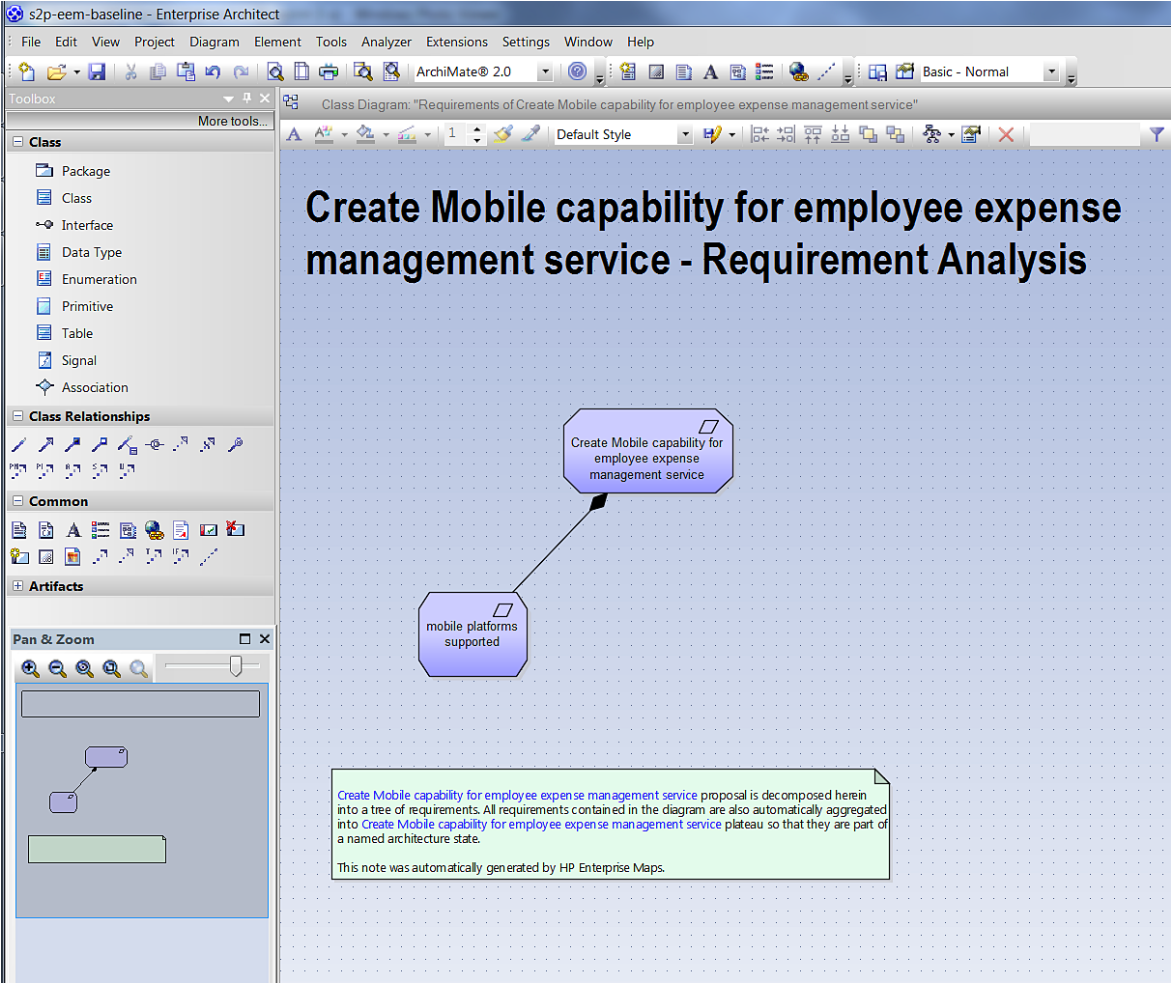 s2p-eem-baseline - Enterprise Architect
File Edit View Project Diagram Element Tools Analyzer Extensions Settings Window Help
ArchiMate® 2.0
Basic - Normal
Toolbox
More tools...
Class Diagram: "Requirements of Create Mobile capability for employee expense management service"
1
Default Style
Class
Package
Class
Interface
Data Type
Enumeration
Primitive
Table
Signal
Association
Class Relationships
Common
Artifacts
Pan & Zoom
Create Mobile capability for employee expense
management service - Requirement Analysis
Create Mobile capability for
employee expense
management service
mobile platforms
supported
Create Mobile capability for employee expense management service proposal is decomposed herein
into a tree of requirements. All requirements contained in the diagram are also automatically aggregated
into Create Mobile capability for employee expense management service plateau so that they are part of
a named architecture state.
This note was automatically generated by HP Enterprise Maps.